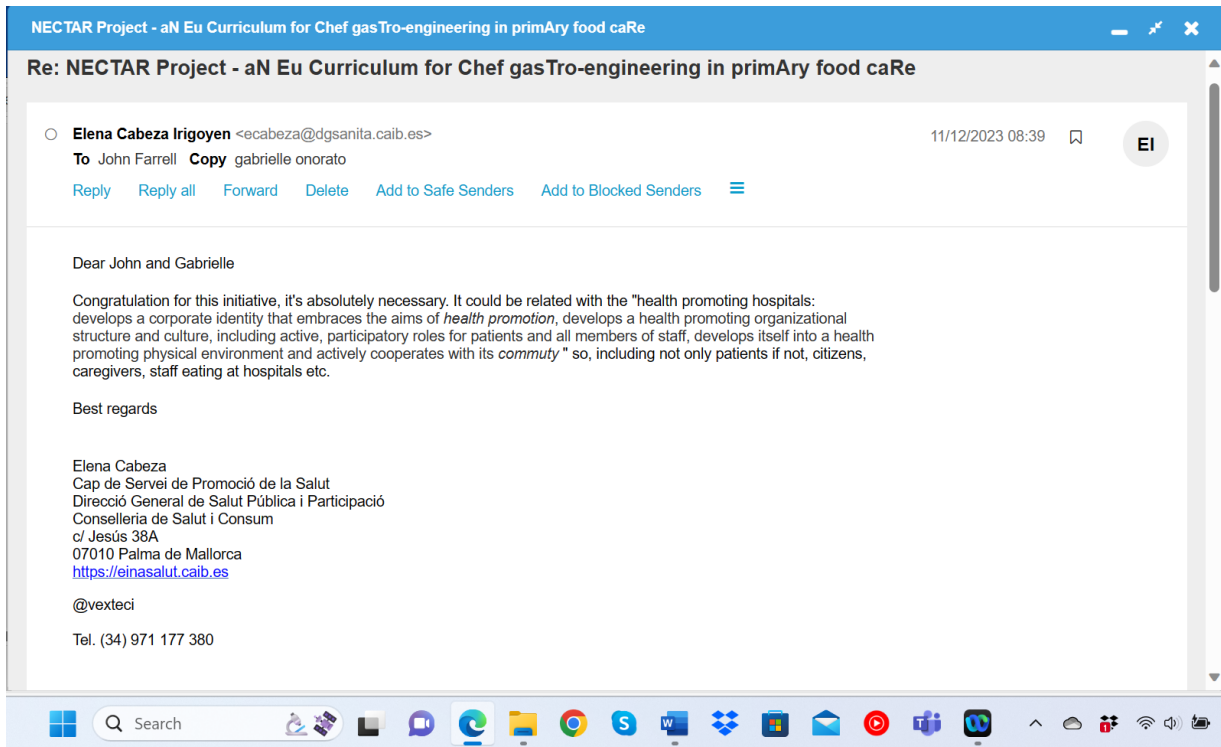 NECTAR Project - aN Eu Curriculum for Chef gasTro-engineering in primAry food caRe
Re: NECTAR Project - aN Eu Curriculum for Chef gasTro-engineering in primAry food caRe
Elena Cabeza Irigoyen <ecabeza@dgsanita.caib.es>
11/12/2023 08:39
EI
To John Farrell Copy gabrielle onorato
Reply Reply all Forward Delete Add to Safe Senders Add to Blocked Senders
Dear John and Gabrielle
Congratulation for this initiative, it's absolutely necessary. It could be related with the "health promoting hospitals:
develops a corporate identity that embraces the aims of health promotion, develops a health promoting organizational
structure and culture, including active, participatory roles for patients and all members of staff, develops itself into a health
promoting physical environment and actively cooperates with its commuty " so, including not only patients if not, citizens,
caregivers, staff eating at hospitals etc.
Best regards
Elena Cabeza
Cap de Servei de Promoció de la Salut
Direcció General de Salut Pública i Participació
Conselleria de Salut i Consum
c/ Jesús 38A
07010 Palma de Mallorca
https://einasalut.caib.es
@vexteci
Tel. (34) 971 177 380
Search